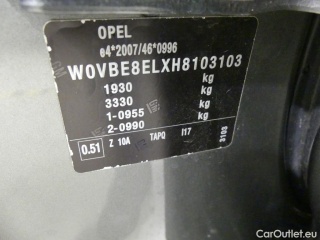 OPEL
e4*2007/46*0996
W0VBE8ELXH8103103
1930 kg
3330 kg
1-0955 kg
2-0990 kg
0.51 Z 10A TAPQ I17 3103
© CarOutlet.eu